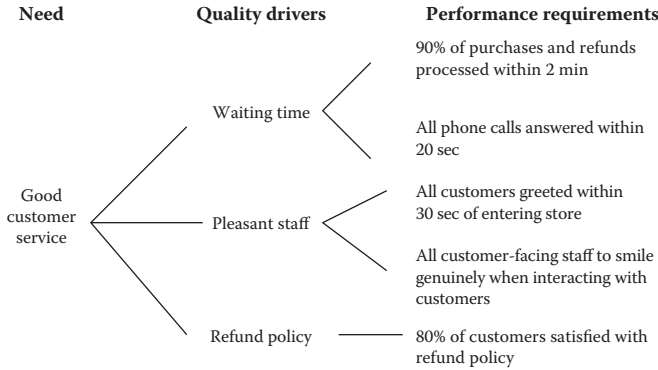 Need
Quality drivers
Performance requirements
90% of purchases and refunds
processed within 2 min
Waiting time
All phone calls answered within
20 sec
Good
customer
service
All customers greeted within
30 sec of entering store
Pleasant staff
All customer-facing staff to smile
genuinely when interacting with
customers
Refund policy
80% of customers satisfied with
refund policy